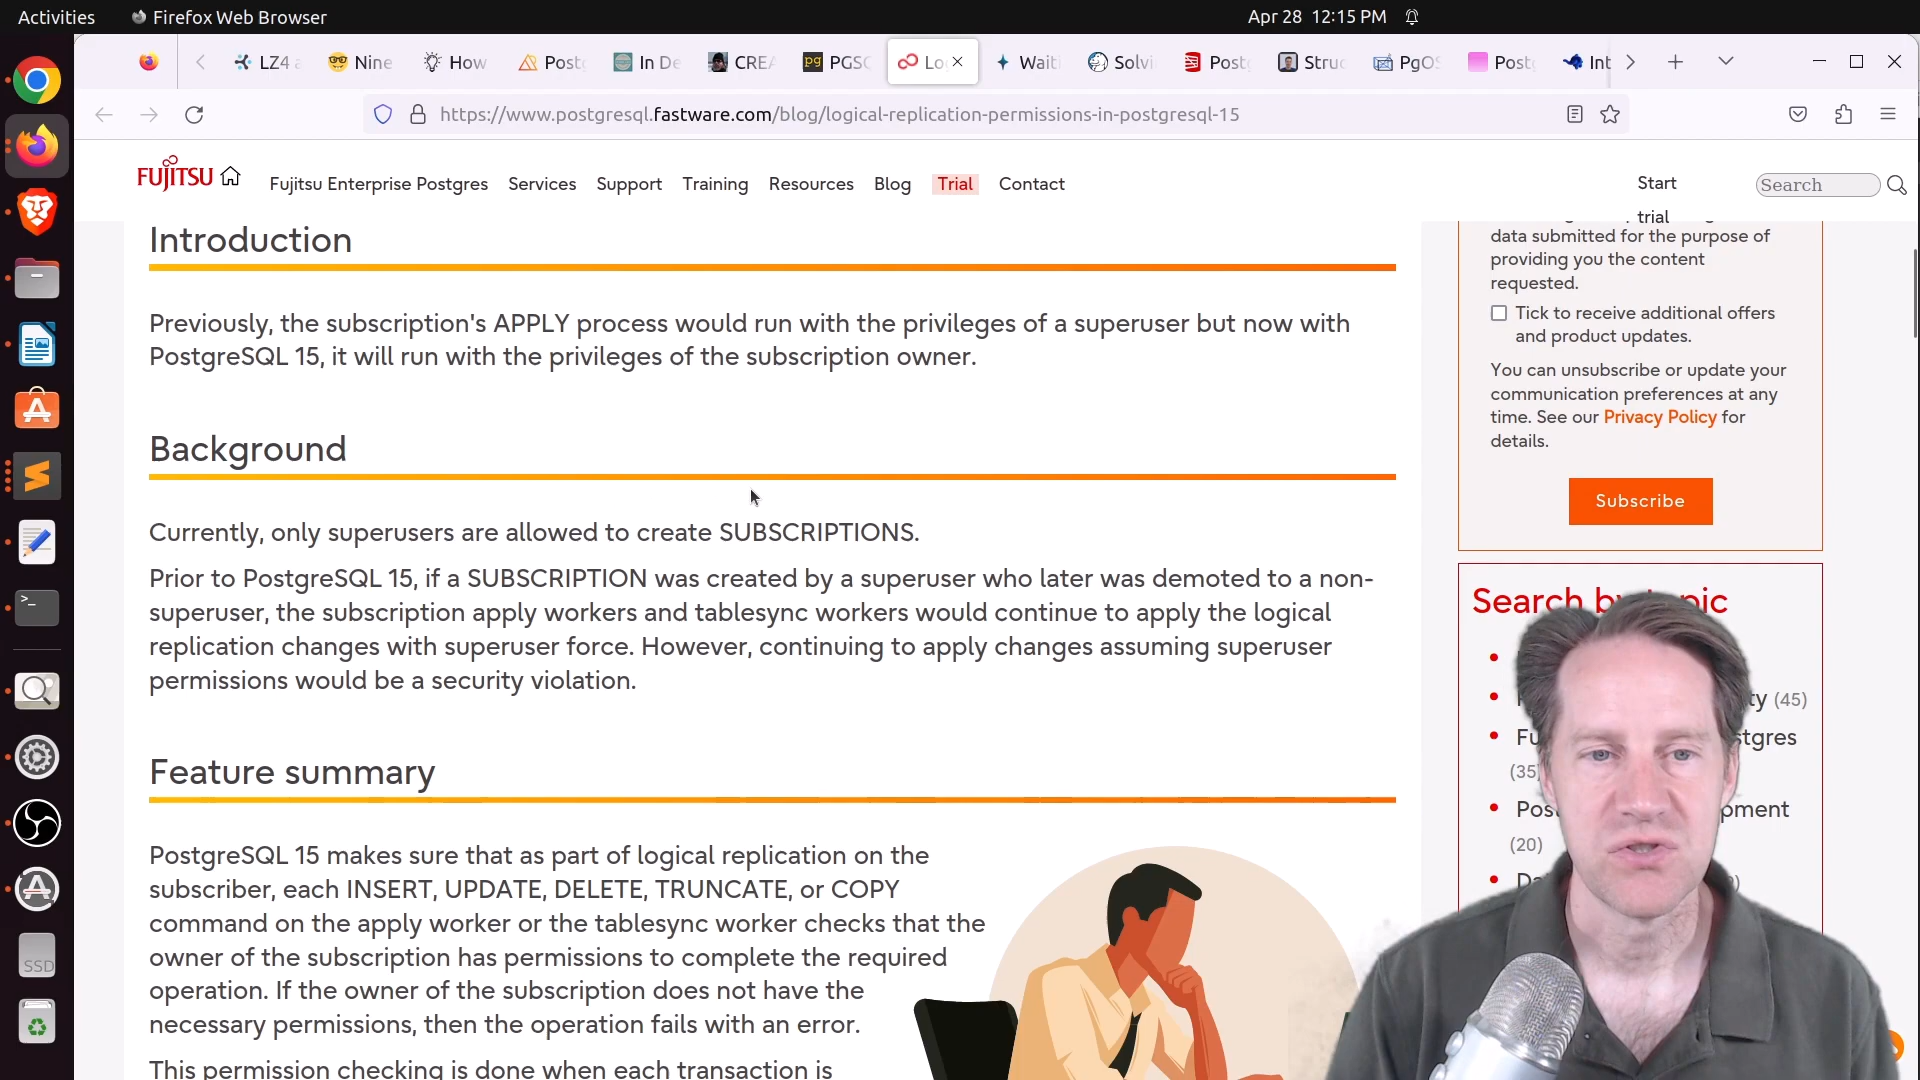 Activities
Firefox Web Browser
Apr 28 12:15 PM
LZ4
Nine
How
Post
In De
CREA
PGSC
Lo
Wait
Solvi
Post
Struc
PgOS
Post
Int
https://www.postgresql.fastware.com/blog/logical-replication-permissions-in-postgresql-15
FUJITSU
Fujitsu Enterprise Postgres
Services
Support
Training
Resources
Blog
Trial
Contact
Start
trial
Search
Introduction
Previously, the subscription's APPLY process would run with the privileges of a superuser but now with
PostgreSQL 15, it will run with the privileges of the subscription owner.
Background
Currently, only superusers are allowed to create SUBSCRIPTIONS.
Prior to PostgreSQL 15, if a SUBSCRIPTION was created by a superuser who later was demoted to a non-
superuser, the subscription apply workers and tablesync workers would continue to apply the logical
replication changes with superuser force. However, continuing to apply changes assuming superuser
permissions would be a security violation.
Feature summary
PostgreSQL 15 makes sure that as part of logical replication on the
subscriber, each INSERT, UPDATE, DELETE, TRUNCATE, or COPY
command on the apply worker or the tablesync worker checks that the
owner of the subscription has permissions to complete the required
operation. If the owner of the subscription does not have the
necessary permissions, then the operation fails with an error.
This permission checking is done when each transaction is
data submitted for the purpose of
providing you the content
requested.
Tick to receive additional offers
and product updates.
You can unsubscribe or update your
communication preferences at any
time. See our Privacy Policy for
details.
Subscribe
Search by topic
ty (45)
Fu stgres
(35)
Pos pment
(20)
Da
SSD